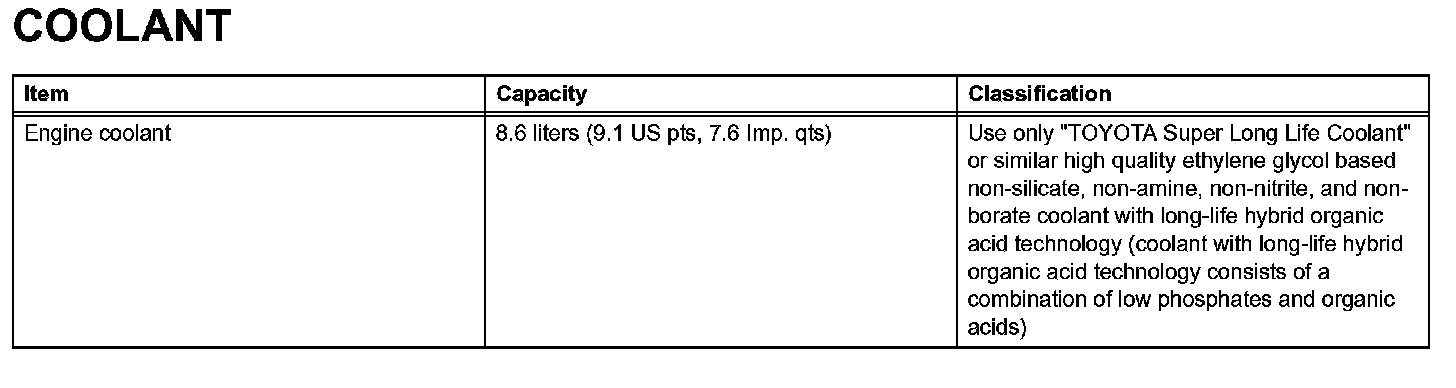 COOLANT
Item Capacity Classification
Engine coolant 8.6 liters (9.1 US pts, 7.6 Imp. qts) Use only "TOYOTA Super Long Life Coolant"
or similar high quality ethylene glycol based
non-silicate, non-amine, non-nitrite, and non-
borate coolant with long-life hybrid organic
acid technology (coolant with long-life hybrid
organic acid technology consists of a
combination of low phosphates and organic
acids)